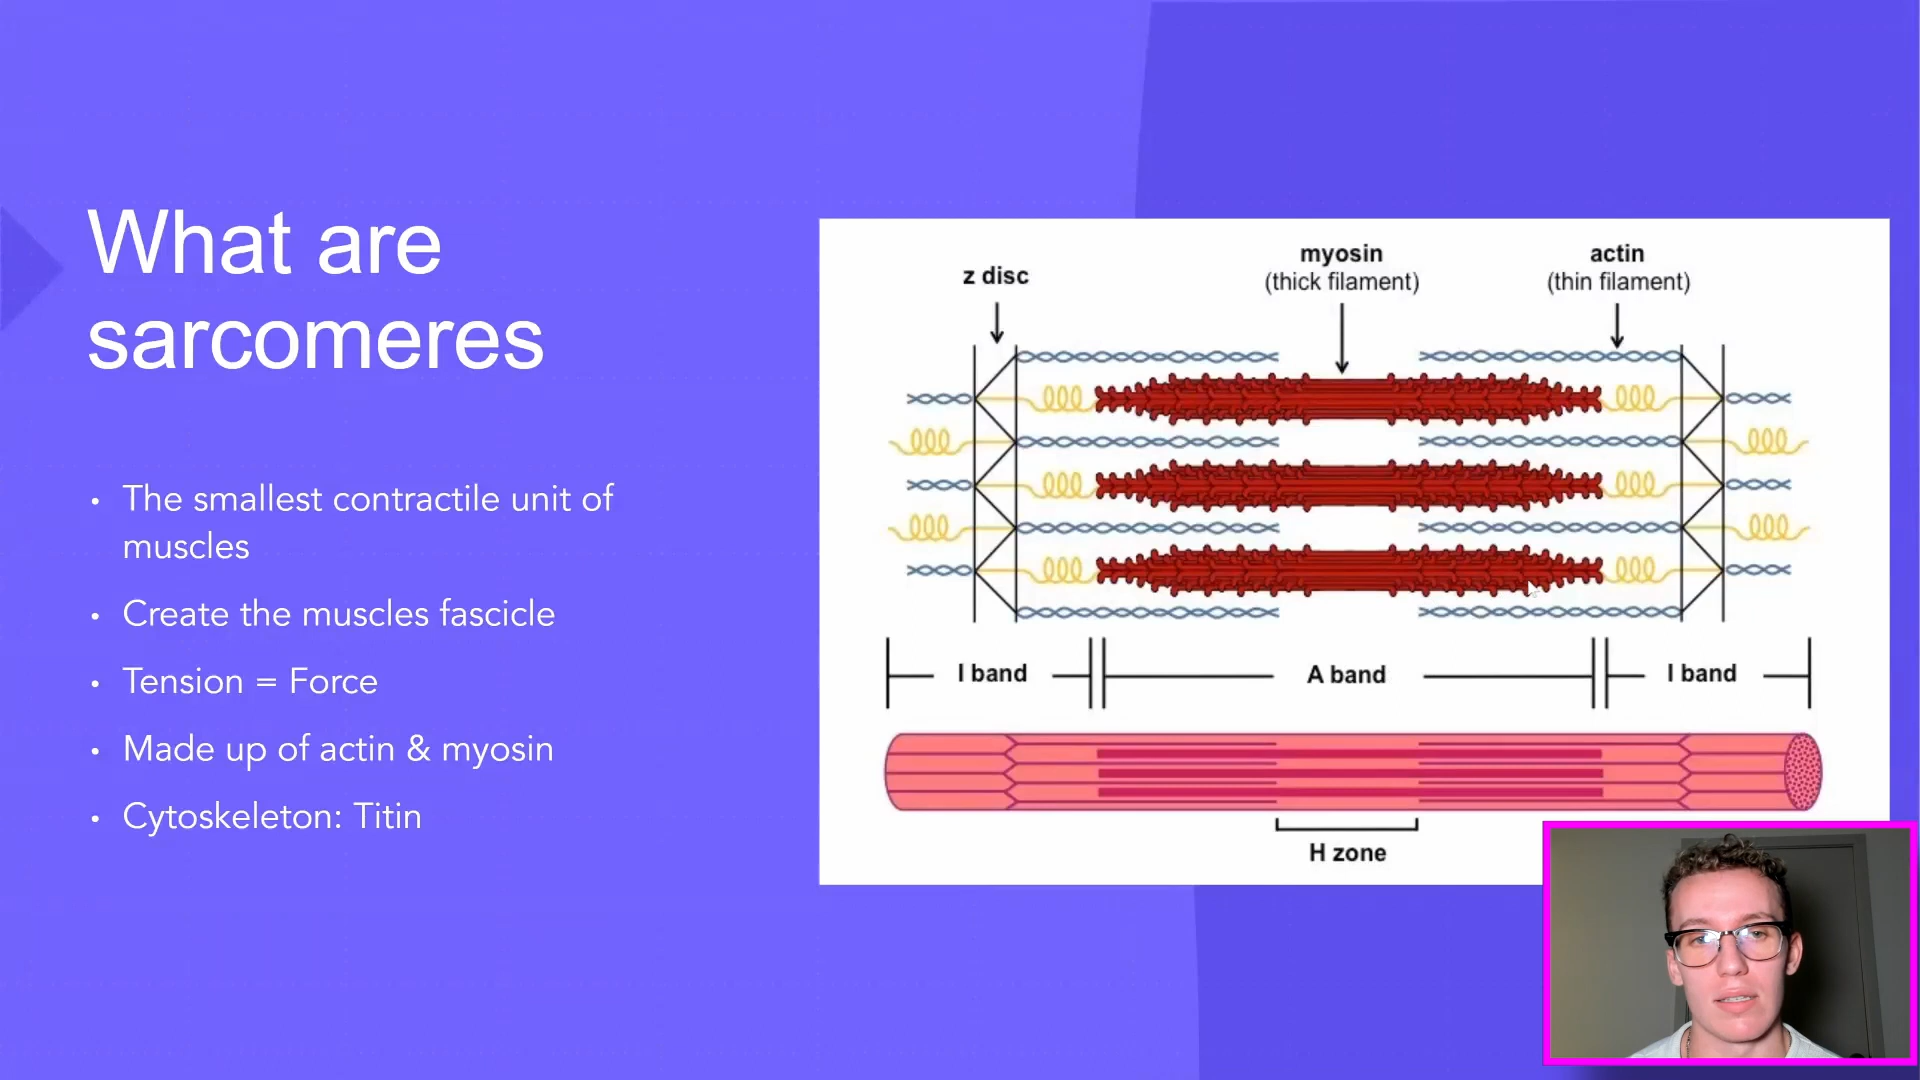 What are
sarcomeres
• The smallest contractile unit of
muscles
• Create the muscles fascicle
• Tension = Force
• Made up of actin & myosin
• Cytoskeleton: Titin
z disc
myosin
(thick filament)
actin
(thin filament)
I band
A band
I band
H zone